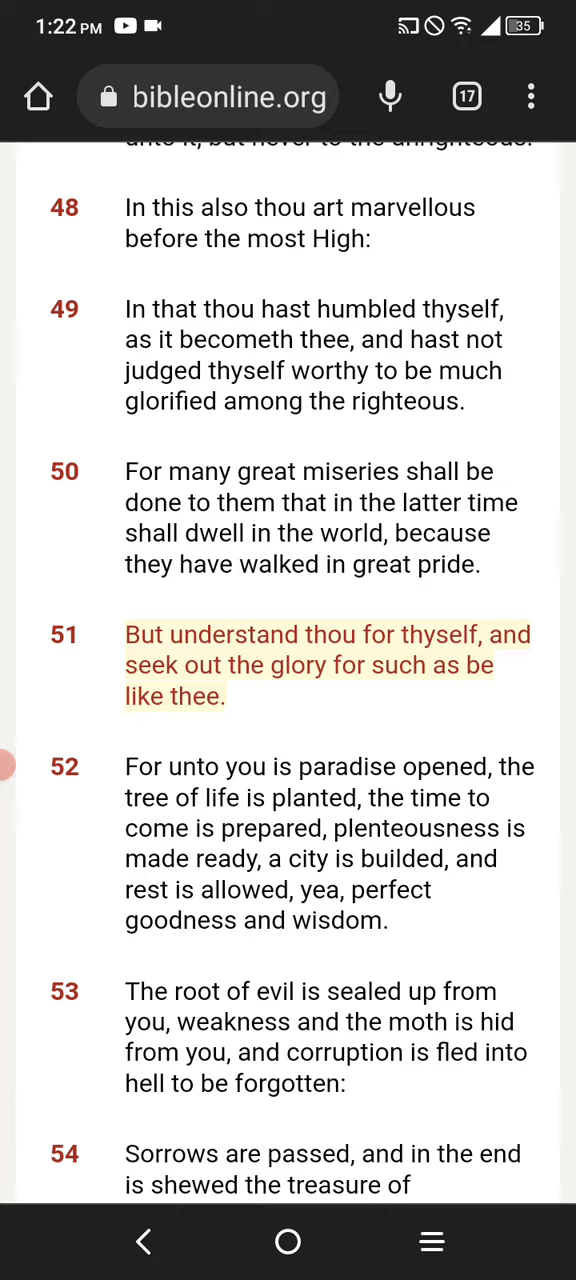 1:22 PM 35
bibleonline.org 17
unto it, but never to the unrighteous.
48 In this also thou art marvellous
before the most High:
49 In that thou hast humbled thyself,
as it becometh thee, and hast not
judged thyself worthy to be much
glorified among the righteous.
50 For many great miseries shall be
done to them that in the latter time
shall dwell in the world, because
they have walked in great pride.
51 But understand thou for thyself, and
seek out the glory for such as be
like thee.
52 For unto you is paradise opened, the
tree of life is planted, the time to
come is prepared, plenteousness is
made ready, a city is builded, and
rest is allowed, yea, perfect
goodness and wisdom.
53 The root of evil is sealed up from
you, weakness and the moth is hid
from you, and corruption is fled into
hell to be forgotten:
54 Sorrows are passed, and in the end
is shewed the treasure of